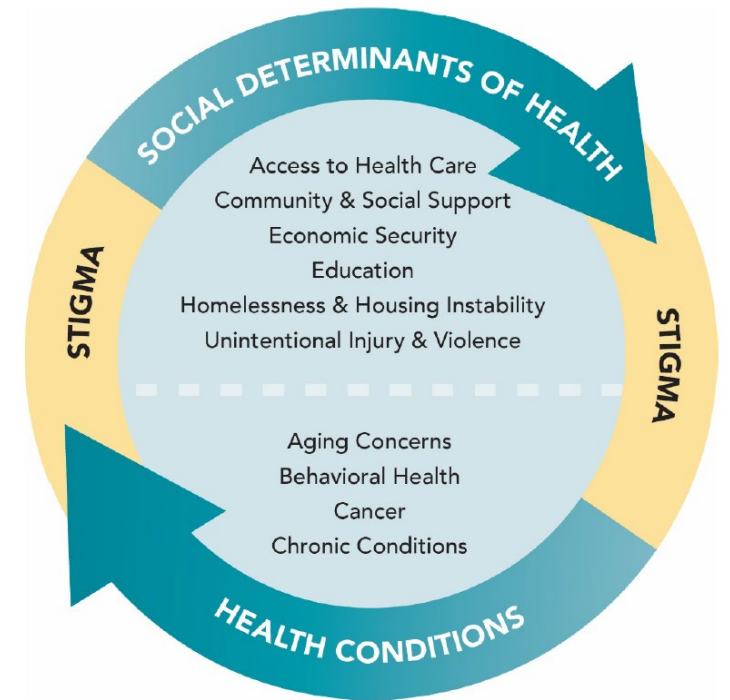 SOCIAL DETERMINANTS OF HEALTH
Access to Health Care
Community & Social Support
Economic Security
Education
Homelessness & Housing Instability
Unintentional Injury & Violence
STIGMA
STIGMA
Aging Concerns
Behavioral Health
Cancer
Chronic Conditions
HEALTH CONDITIONS